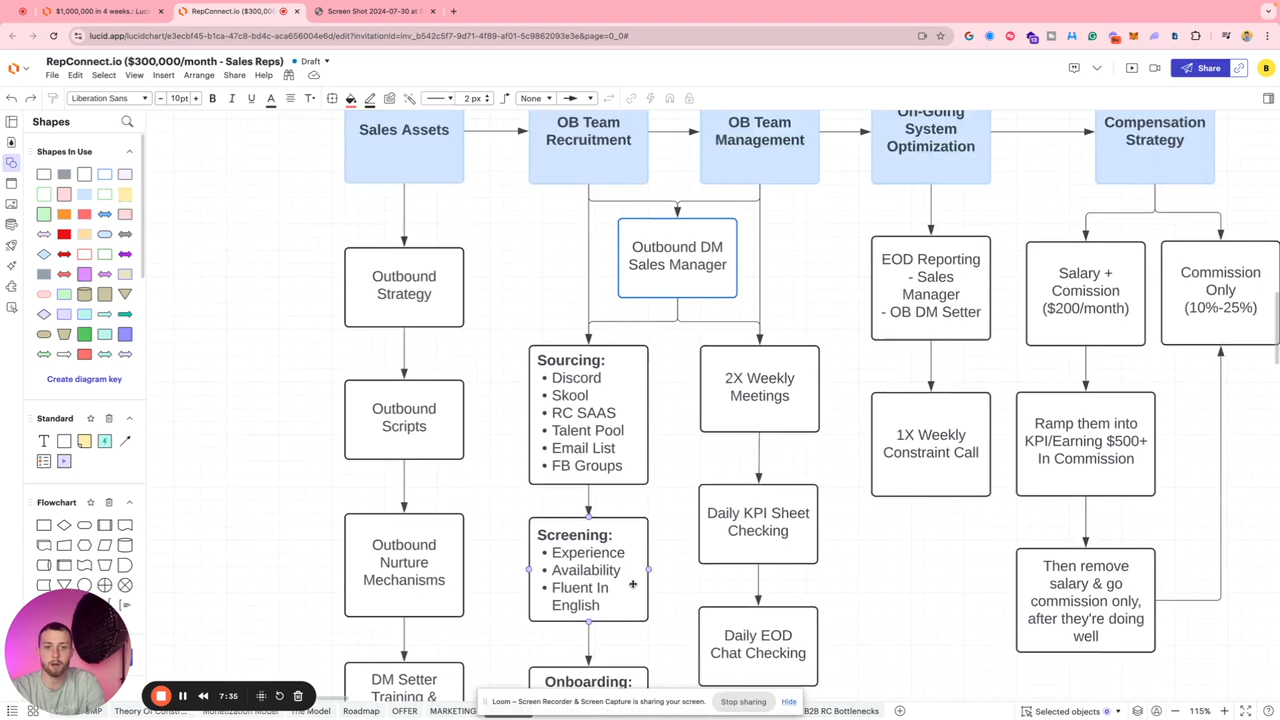 $1,000,000 in 4 weeks.: Luc
RepConnect.io ($300,000
Screen Shot 2024-07-30 at
lucid.app/lucidchart/e3ecbf45-b1ca-47c8-bd4c-aca656004e6d/edit?invitationId=inv_b542c5f7-9d71-4f89-af01-5c9862093e3e&page=0_0#
RepConnect.io ($300,000/month - Sales Reps)
Draft
File Edit Select View Insert Arrange Share Help
Share
B
Liberation Sans
10pt
2 px
None
Shapes
Shapes In Use
Create diagram key
Standard
Flowchart
Sales Assets
OB Team
Recruitment
OB Team
Management
On-Going
System
Optimization
Compensation
Strategy
Outbound DM
Sales Manager
Outbound
Strategy
Outbound
Scripts
Outbound
Nurture
Mechanisms
DM Setter
Training &
Sourcing:
• Discord
• Skool
• RC SAAS
• Talent Pool
• Email List
• FB Groups
Screening:
• Experience
• Availability
• Fluent In
English
Onboarding:
2X Weekly
Meetings
Daily KPI Sheet
Checking
Daily EOD
Chat Checking
EOD Reporting
- Sales
Manager
- OB DM Setter
1X Weekly
Constraint Call
Salary +
Comission
($200/month)
Commission
Only
(10%-25%)
Ramp them into
KPI/Earning $500+
In Commission
Then remove
salary & go
commission only,
after they're doing
well
7:35
Loom – Screen Recorder & Screen Capture is sharing your screen.
Stop sharing
Hide
Theory Of Constr
Monetization Model
The Model
Roadmap
OFFER
MARKETING
B2B RC Bottlenecks
Selected objects 0
115%